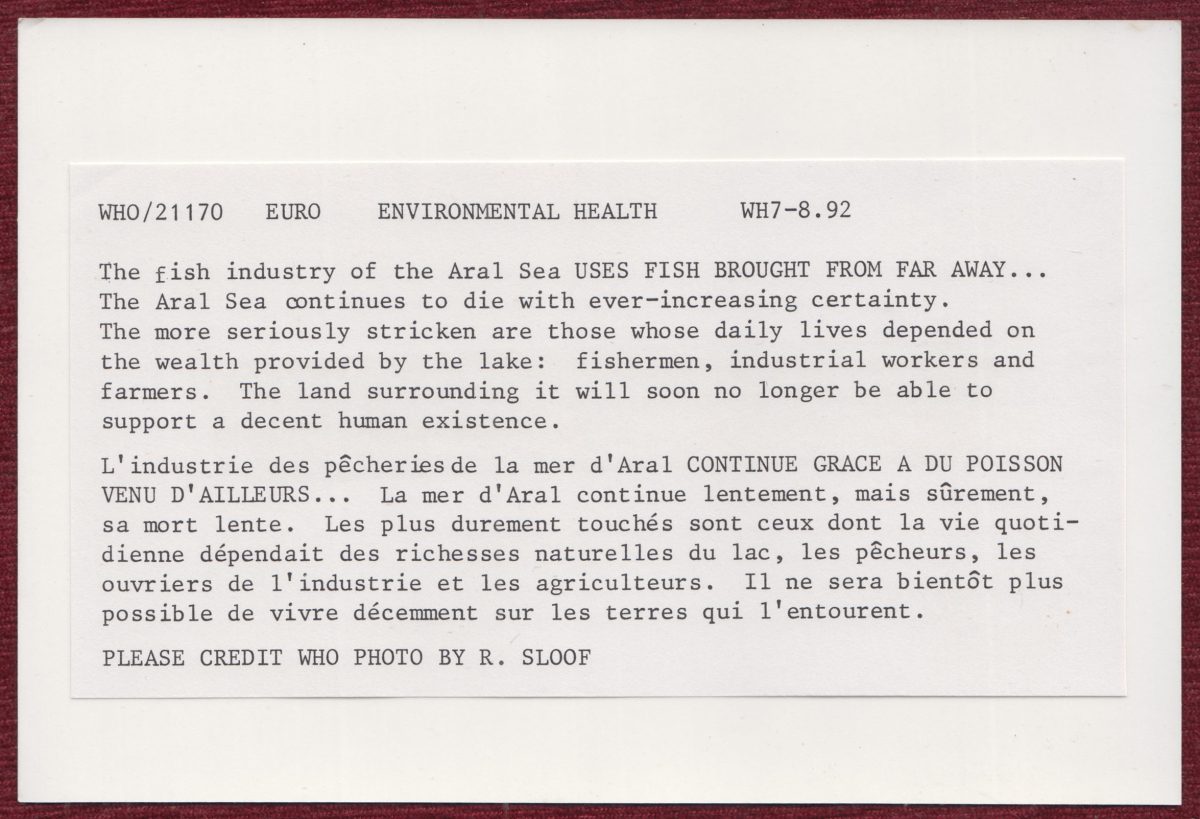 WHO/21170 EURO ENVIRONMENTAL HEALTH WH7-8.92
The fish industry of the Aral Sea USES FISH BROUGHT FROM FAR AWAY...
The Aral Sea continues to die with ever-increasing certainty.
The more seriously stricken are those whose daily lives depended on
the wealth provided by the lake: fishermen, industrial workers and
farmers. The land surrounding it will soon no longer be able to
support a decent human existence.
L'industrie des pêcheries de la mer d'Aral CONTINUE GRACE A DU POISSON
VENU D'AILLEURS... La mer d'Aral continue lentement, mais sûrement,
sa mort lente. Les plus durement touchés sont ceux dont la vie quoti-
dienne dépendait des richesses naturelles du lac, les pêcheurs, les
ouvriers de l'industrie et les agriculteurs. Il ne sera bientôt plus
possible de vivre décemment sur les terres qui l'entourent.
PLEASE CREDIT WHO PHOTO BY R. SLOOF